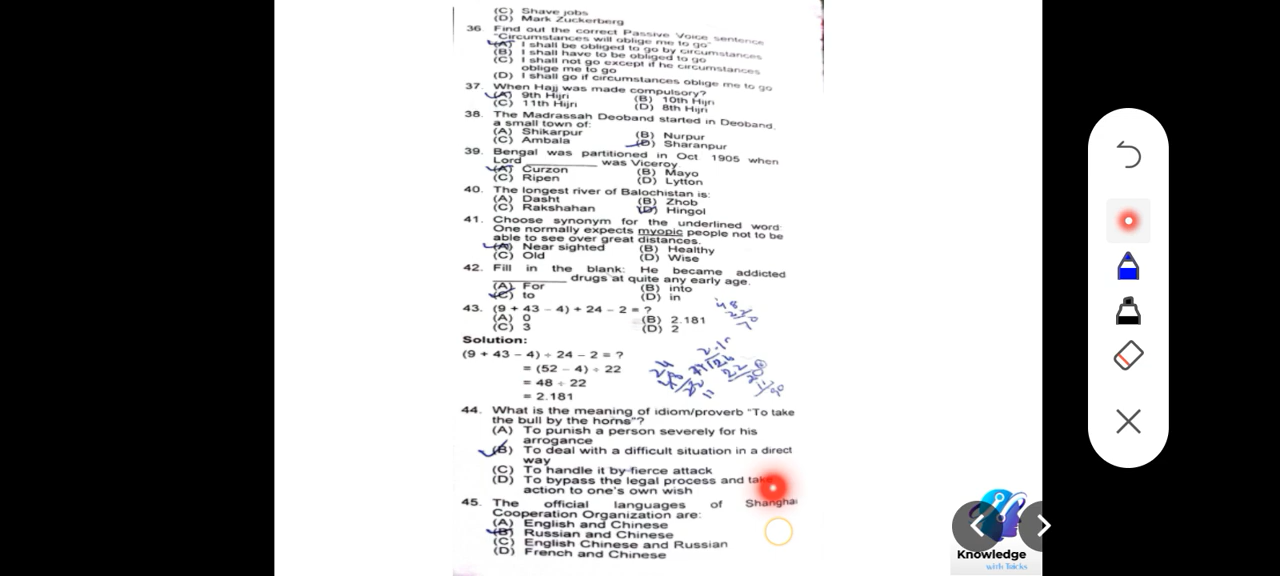 (C) Shave jobs
(D) Mark Zuckerberg
36. Find out the correct Passive Voice sentence
"Circumstances will oblige me to go"
(A) I shall be obliged to go by circumstances
(B) I shall have to be obliged to go
(C) I shall not go except if he circumstances
oblige me to go
(D) I shall go if circumstances oblige me to go
37. When Hajj was made compulsory?
(A) 9th Hijri (B) 10th Hijri
(C) 11th Hijri (D) 8th Hijri
38. The Madrassah Deoband started in Deoband,
a small town of:
(A) Shikarpur (B) Nurpur
(C) Ambala (D) Sharanpur
39. Bengal was partitioned in Oct 1905 when
Lord __________ was Viceroy
(A) Curzon (B) Mayo
(C) Ripen (D) Lytton
40. The longest river of Balochistan is:
(A) Dasht (B) Zhob
(C) Rakshahan (D) Hingol
41. Choose synonym for the underlined word:
One normally expects myopic people not to be
able to see over great distances.
(A) Near sighted (B) Healthy
(C) Old (D) Wise
42. Fill in the blank: He became addicted
__________ drugs at quite any early age.
(A) For (B) into
(C) to (D) in
43. (9 + 43 – 4) ÷ 24 – 2 = ?
(A) 0 (B) 2.181
(C) 3 (D) 2
Solution:
(9 + 43 – 4) ÷ 24 – 2 = ?
= (52 – 4) ÷ 22
= 48 ÷ 22
= 2.181
44. What is the meaning of idiom/proverb "To take
the bull by the horns"?
(A) To punish a person severely for his
arrogance
(B) To deal with a difficult situation in a direct
way
(C) To handle it by fierce attack
(D) To bypass the legal process and take
action to one's own wish
45. The official languages of Shanghai
Cooperation Organization are:
(A) English and Chinese
(B) Russian and Chinese
(C) English Chinese and Russian
(D) French and Chinese
Knowledge
with Tricks